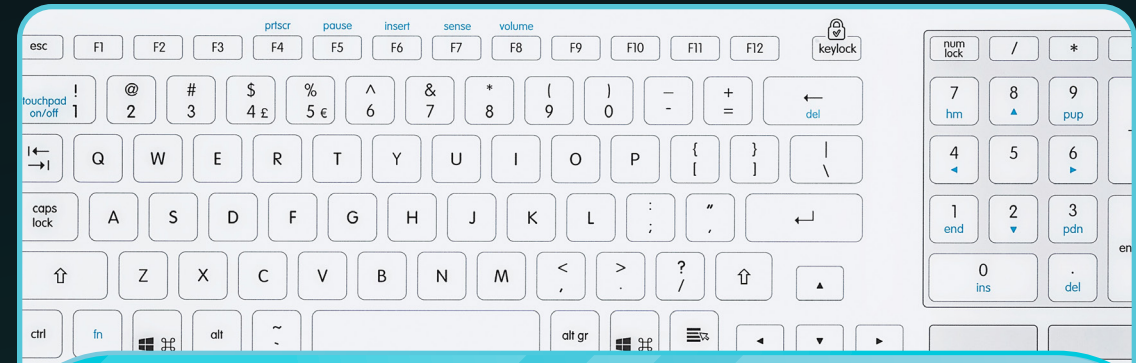 prtscr pause insert sense volume
esc F1 F2 F3 F4 F5 F6 F7 F8 F9 F10 F11 F12 keylock num lock / *
! @ # $ % ^ & * ( ) _ +
touchpad on/off 1 2 3 4 £ 5 € 6 7 8 9 0 - = ← del 7 hm 8 ▲ 9 pup
Q W E R T Y U I O P { [ } ] | \ 4 ◄ 5 6 ►
caps lock A S D F G H J K L : ; " , 1 end 2 ▼ 3 pdn
Z X C V B N M < , > . ? / ▲ 0 ins . del en
ctrl fn ⌘ alt ~ alt gr ⌘ ◄ ▼ ►